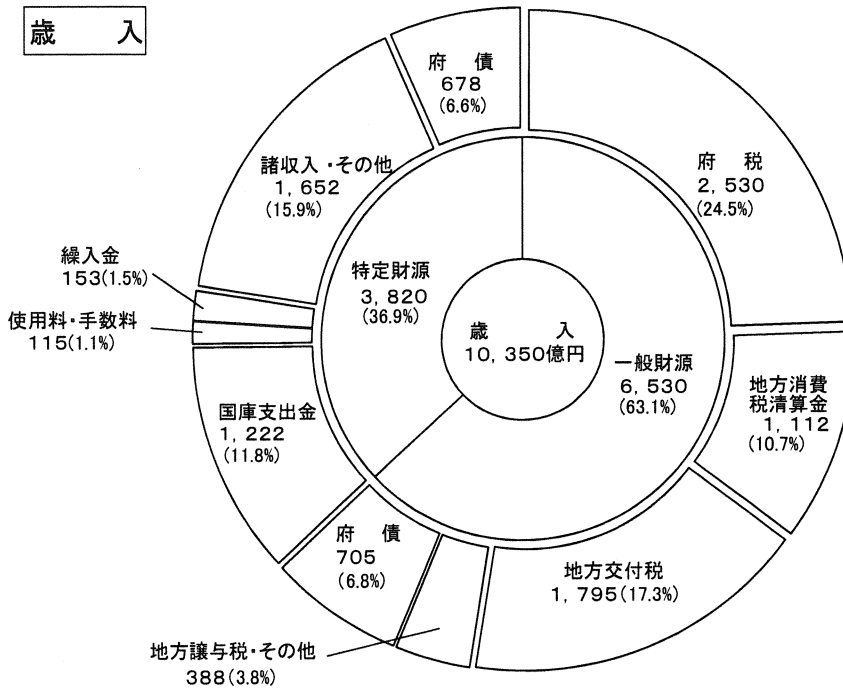 歳 入
府 債
678
(6.6%)
府 税
2,530
(24.5%)
諸収入・その他
1,652
(15.9%)
繰入金
153(1.5%)
使用料・手数料
115(1.1%)
特定財源
3,820
(36.9%)
歳 入
10,350億円
一般財源
6,530
(63.1%)
地方消費
税清算金
1,112
(10.7%)
国庫支出金
1,222
(11.8%)
府 債
705
(6.8%)
地方交付税
1,795(17.3%)
地方譲与税・その他
388(3.8%)